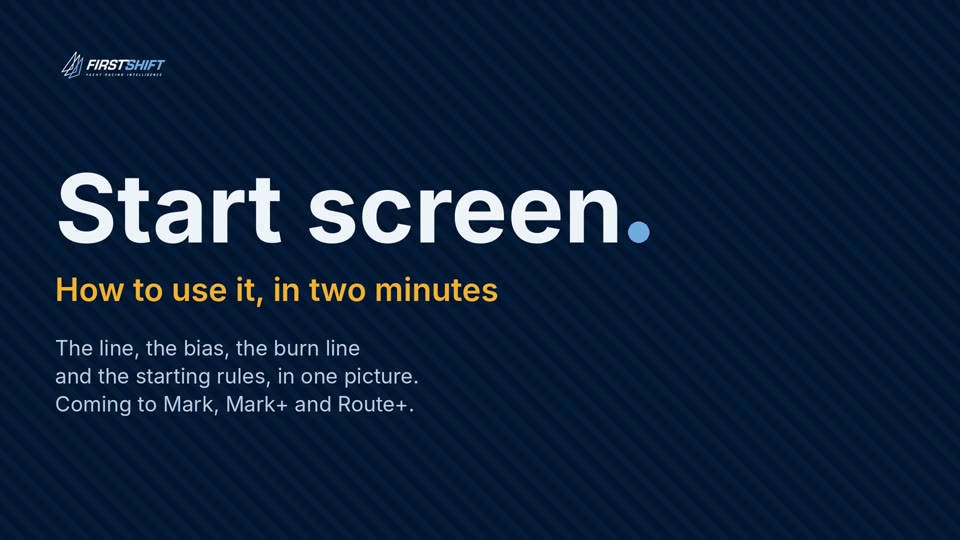 FIRSTSHIFT
YACHT RACING INTELLIGENCE
Start screen.
How to use it, in two minutes
The line, the bias, the burn line
and the starting rules, in one picture.
Coming to Mark, Mark+ and Route+.